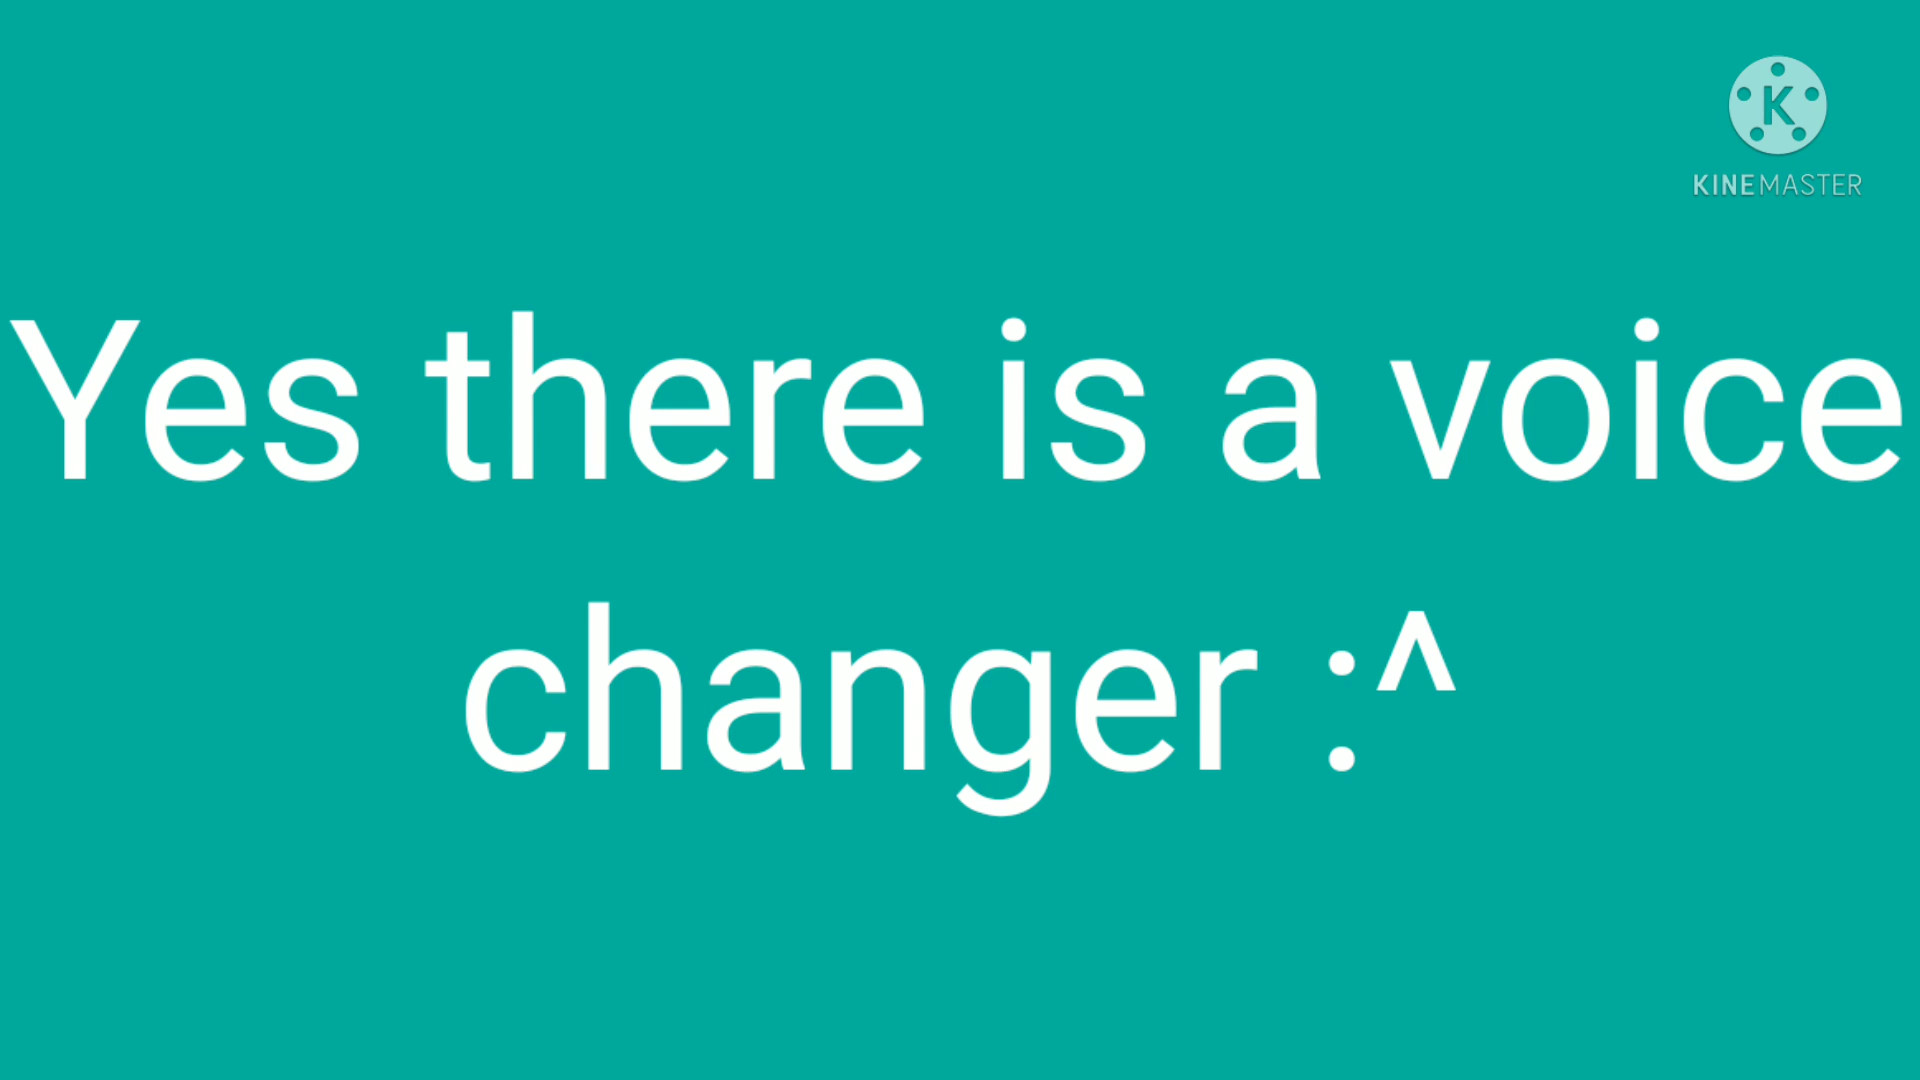 K
KINEMASTER
Yes there is a voice
changer :^